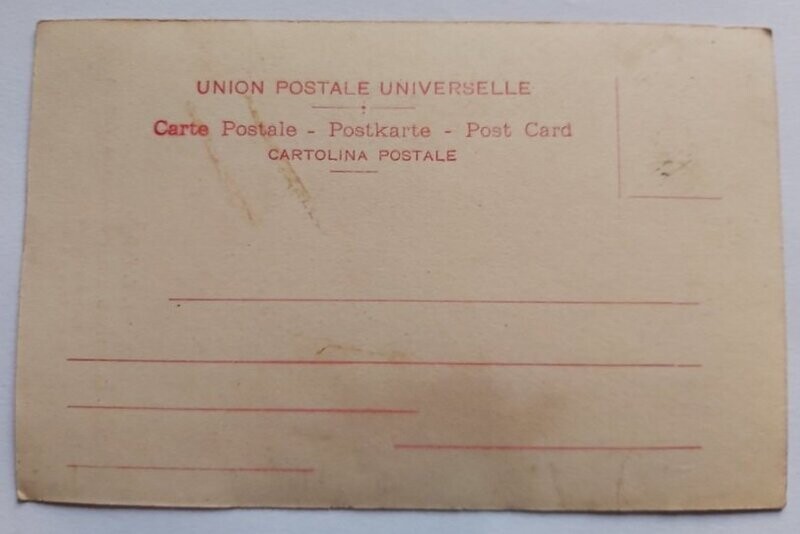 UNION POSTALE UNIVERSELLE
Carte Postale - Postkarte - Post Card
CARTOLINA POSTALE